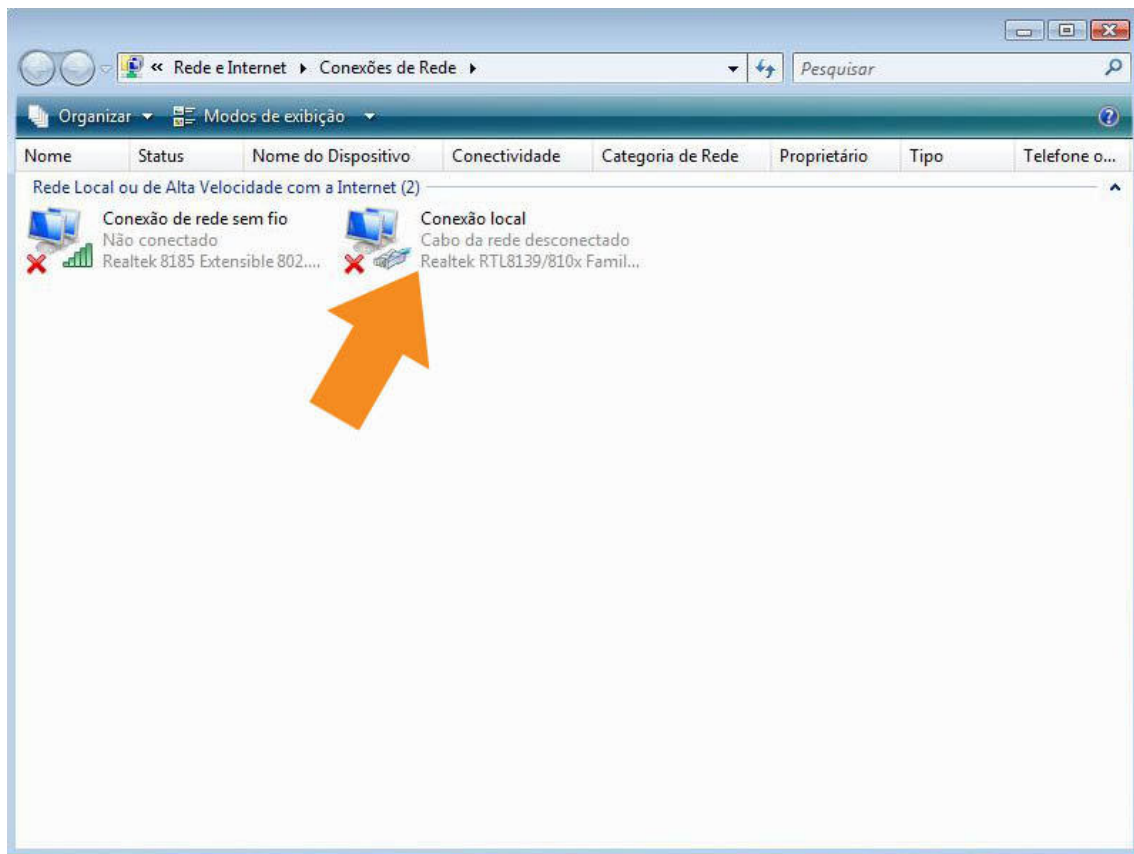 « Rede e Internet Conexões de Rede
Pesquisar
Organizar Modos de exibição
Nome Status Nome do Dispositivo Conectividade Categoria de Rede Proprietário Tipo Telefone o...
Rede Local ou de Alta Velocidade com a Internet (2)
Conexão de rede sem fio
Não conectado
Realtek 8185 Extensible 802....
Conexão local
Cabo da rede desconectado
Realtek RTL8139/810x Famil...